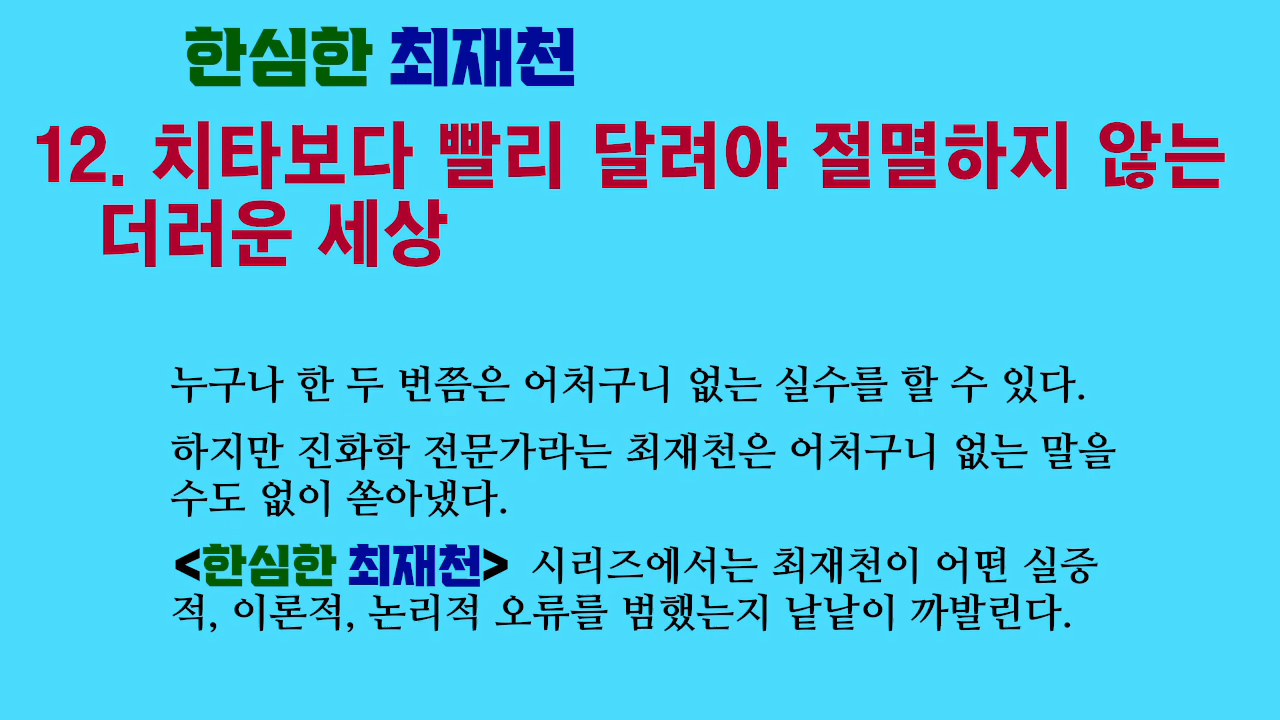 한심한 최재천
12. 치타보다 빨리 달려야 절멸하지 않는
더러운 세상
누구나 한 두 번쯤은 어처구니 없는 실수를 할 수 있다.
하지만 진화학 전문가라는 최재천은 어처구니 없는 말을
수도 없이 쏟아냈다.
<한심한 최재천> 시리즈에서는 최재천이 어떤 실증
적, 이론적, 논리적 오류를 범했는지 낱낱이 까발린다.